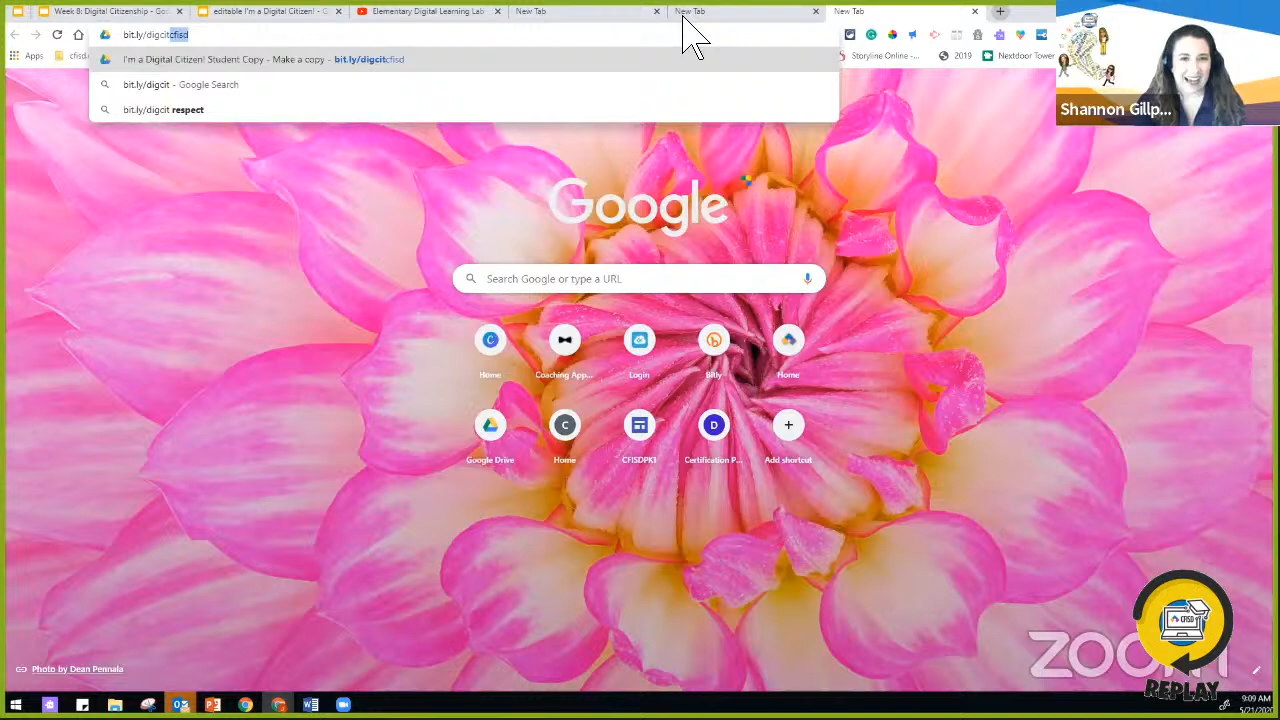 Week 8: Digital Citizenship - Go
editable I'm a Digital Citizen! - G
Elementary Digital Learning Lab
New Tab
New Tab
New Tab
bit.ly/digcitcfisd
Apps
cfisd
Storyline Online -...
2019
Nextdoor Tower
I'm a Digital Citizen Student Copy - Make a copy - bit.ly/digcitcfisd
bit.ly/digcit - Google Search
bit.ly/digcit respect
Shannon Gillp...
Google
Search Google or type a URL
Home
Coaching App...
Login
Bitly
Home
Google Drive
Home
CFISDPK1
Certification P...
Add shortcut
Photo by Dean Pennala
zoom
CFISD
REPLAY
9:09 AM
5/21/2020